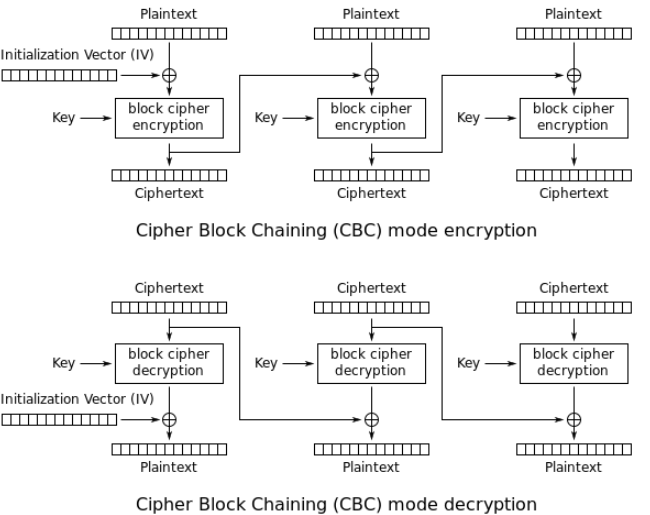 Plaintext Plaintext Plaintext
Initialization Vector (IV)
Key block cipher encryption Key block cipher encryption Key block cipher encryption
Ciphertext Ciphertext Ciphertext
Cipher Block Chaining (CBC) mode encryption
Ciphertext Ciphertext Ciphertext
Key block cipher decryption Key block cipher decryption Key block cipher decryption
Initialization Vector (IV)
Plaintext Plaintext Plaintext
Cipher Block Chaining (CBC) mode decryption